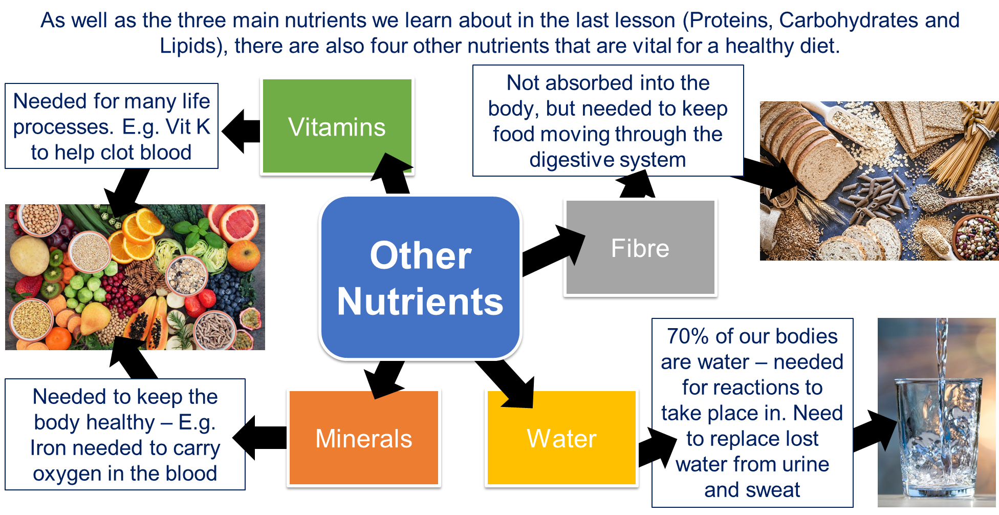 As well as the three main nutrients we learn about in the last lesson (Proteins, Carbohydrates and
Lipids), there are also four other nutrients that are vital for a healthy diet.
Needed for many life
processes. E.g. Vit K
to help clot blood
Vitamins
Not absorbed into the
body, but needed to keep
food moving through the
digestive system
Fibre
Other
Nutrients
Needed to keep the
body healthy – E.g.
Iron needed to carry
oxygen in the blood
Minerals
Water
70% of our bodies
are water – needed
for reactions to
take place in. Need
to replace lost
water from urine
and sweat